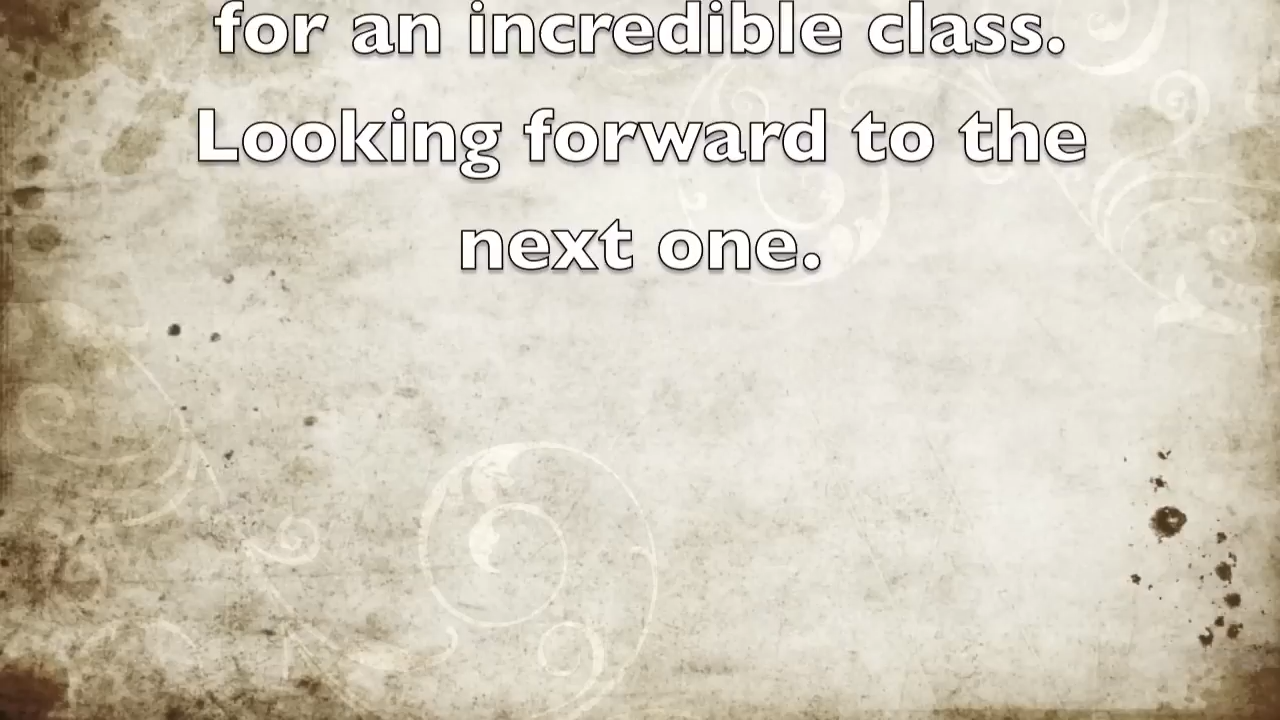 for an incredible class.
Looking forward to the
next one.